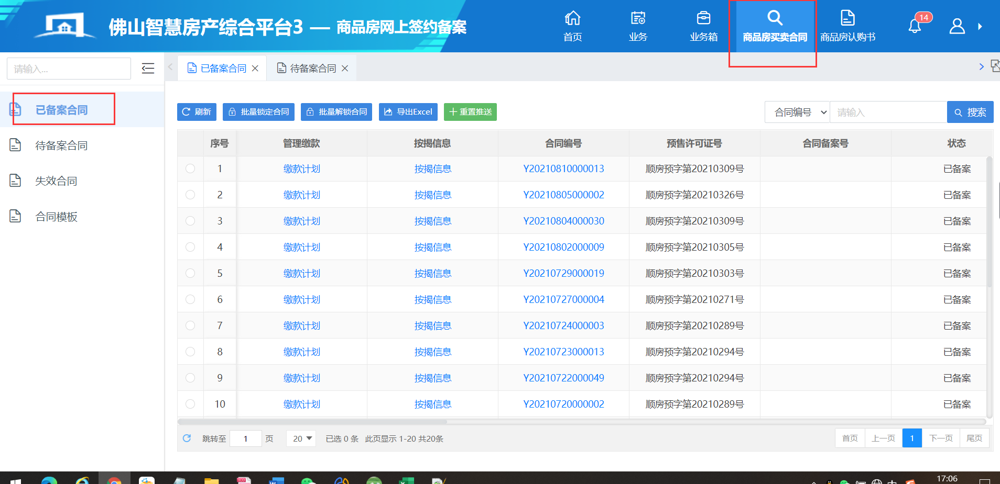 佛山智慧房产综合平台3 — 商品房网上签约备案
首页
业务
业务箱
商品房买卖合同
商品房认购书
14
请输入...
已备案合同
待备案合同
已备案合同
待备案合同
失效合同
合同模板
刷新
批量锁定合同
批量解锁合同
导出Excel
重置推送
合同编号
请输入
搜索
序号 管理缴款 按揭信息 合同编号 预售许可证号 合同备案号 状态
1 缴款计划 按揭信息 Y20210810000013 顺房预字第20210309号 已备案
2 缴款计划 按揭信息 Y20210805000002 顺房预字第20210326号 已备案
3 缴款计划 按揭信息 Y20210804000030 顺房预字第20210309号 已备案
4 缴款计划 按揭信息 Y20210802000009 顺房预字第20210305号 已备案
5 缴款计划 按揭信息 Y20210729000019 顺房预字第20210303号 已备案
6 缴款计划 按揭信息 Y20210727000004 顺房预字第20210271号 已备案
7 缴款计划 按揭信息 Y20210724000003 顺房预字第20210289号 已备案
8 缴款计划 按揭信息 Y20210723000013 顺房预字第20210294号 已备案
9 缴款计划 按揭信息 Y20210722000049 顺房预字第20210294号 已备案
10 缴款计划 按揭信息 Y20210720000002 顺房预字第20210289号 已备案
跳转至 1 页 20 已选 0 条 此页显示 1-20 共20条
首页 上一页 1 下一页 尾页
17:06